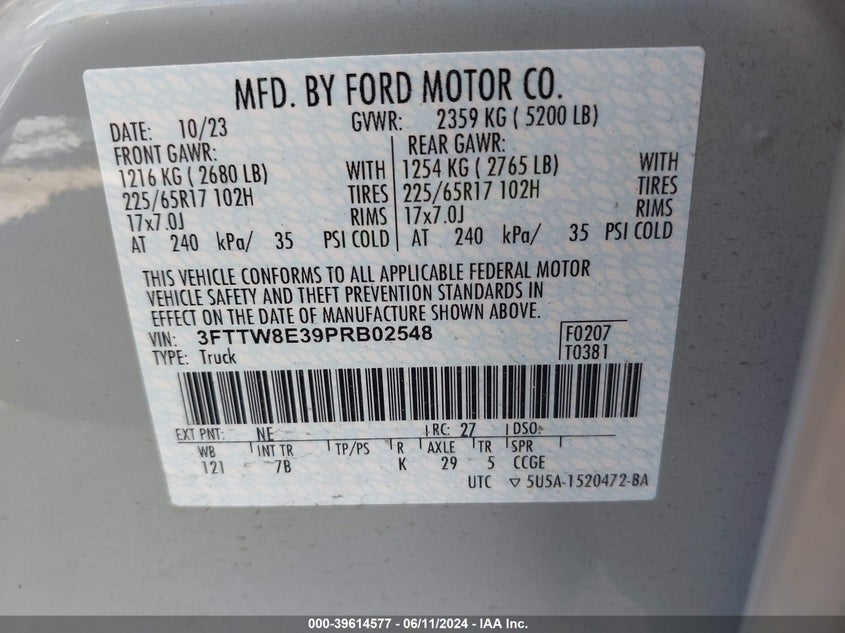 MFD. BY FORD MOTOR CO.
DATE: 10/23 GVWR: 2359 KG ( 5200 LB)
FRONT GAWR: REAR GAWR:
1216 KG ( 2680 LB) WITH 1254 KG ( 2765 LB) WITH
225/65R17 102H TIRES 225/65R17 102H TIRES
17x7.0J RIMS 17x7.0J RIMS
AT 240 kPa/ 35 PSI COLD AT 240 kPa/ 35 PSI COLD
THIS VEHICLE CONFORMS TO ALL APPLICABLE FEDERAL MOTOR
VEHICLE SAFETY AND THEFT PREVENTION STANDARDS IN
EFFECT ON THE DATE OF MANUFACTURE SHOWN ABOVE.
VIN: 3FTTW8E39PRB02548 F0207
TYPE: Truck T0381
EXT PNT: NE RC: 27 DSO:
WB INT TR TP/PS R AXLE TR SPR
121 7B K 29 5 CCGE
UTC ▽ 5U5A-1520472-BA
000-39614577 - 06/11/2024 - IAA Inc.